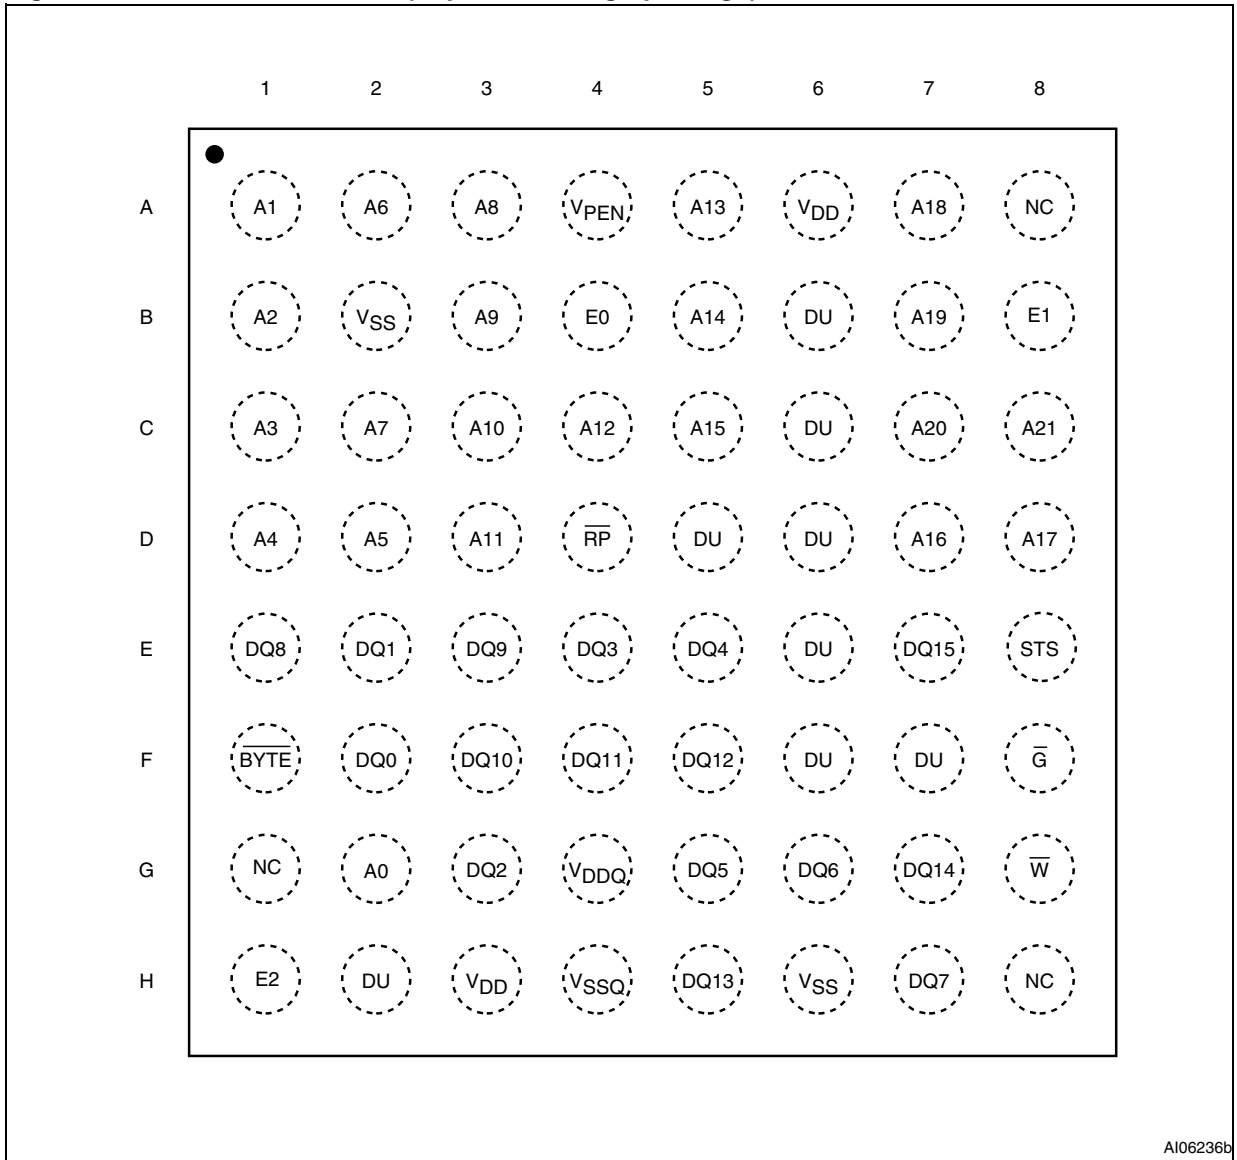 1 2 3 4 5 6 7 8
A A1 A6 A8 VPEN A13 VDD A18 NC
B A2 VSS A9 E0 A14 DU A19 E1
C A3 A7 A10 A12 A15 DU A20 A21
D A4 A5 A11 R̅P̅ DU DU A16 A17
E DQ8 DQ1 DQ9 DQ3 DQ4 DU DQ15 STS
F B̅Y̅T̅E̅ DQ0 DQ10 DQ11 DQ12 DU DU G̅
G NC A0 DQ2 VDDQ DQ5 DQ6 DQ14 W̅
H E2 DU VDD VSSQ DQ13 VSS DQ7 NC
AI06236b